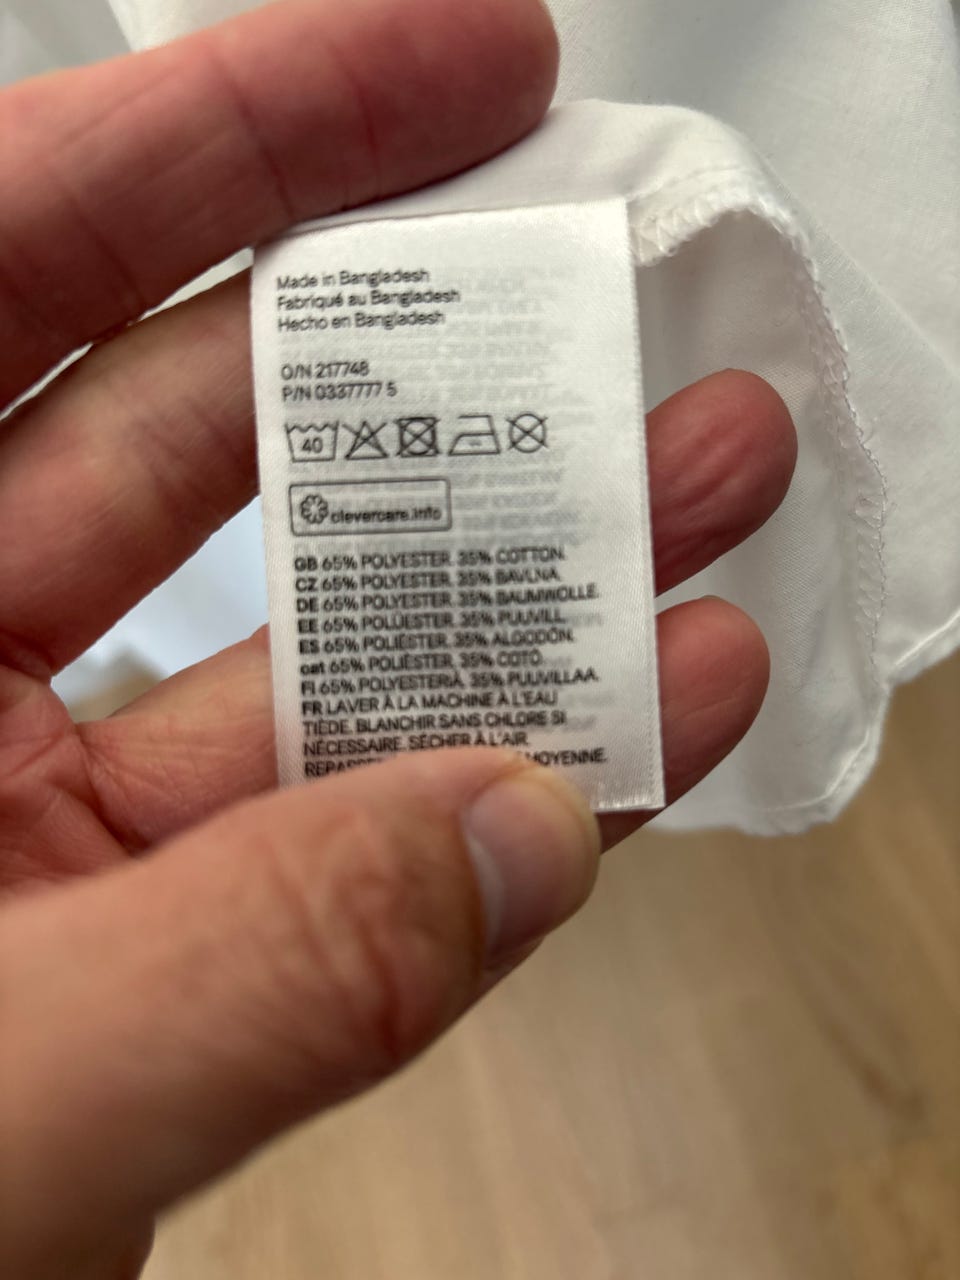 Made in Bangladesh
Fabriqué au Bangladesh
Hecho en Bangladesh
O/N 217748
P/N 0337777 5
40
clevercare.info
GB 65% POLYESTER. 35% COTTON.
CZ 65% POLYESTER. 35% BAVLNA.
DE 65% POLYESTER. 35% BAUMWOLLE.
EE 65% POLÜESTER. 35% PUUVILL.
ES 65% POLIÉSTER. 35% ALGODÓN.
cat 65% POLIÈSTER. 35% COTÓ.
FI 65% POLYESTERIÄ. 35% PUUVILLAA.
FR LAVER À LA MACHINE À L'EAU
TIÈDE. BLANCHIR SANS CHLORE SI
NÉCESSAIRE. SÉCHER À L'AIR.
MOYENNE.